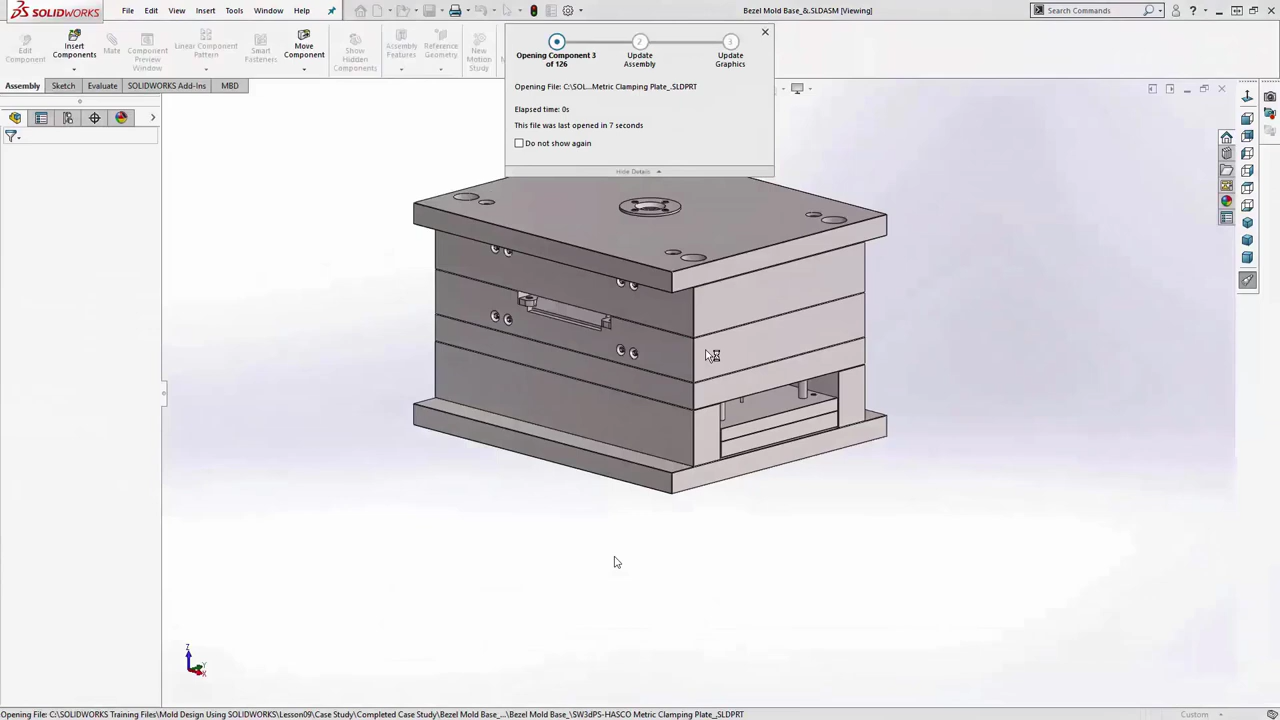 SOLIDWORKS
File
Edit
View
Insert
Tools
Window
Bezel Mold Base_&.SLDASM [Viewing]
Search Commands
Edit
Component
Insert
Components
Mate
Component
Preview
Window
Linear Component
Pattern
Smart
Fasteners
Move
Component
Show
Hidden
Components
Assembly
Features
Reference
Geometry
New
Motion
Study
Assembly
Sketch
Evaluate
SOLIDWORKS Add-Ins
MBD
1
2
3
Opening Component 3
of 126
Update
Assembly
Update
Graphics
Opening File: C:\SOL...Metric Clamping Plate_.SLDPRT
Elapsed time: 0s
This file was last opened in 7 seconds
Do not show again
Hide Details
Z
Y
X
Opening File: C:\SOLIDWORKS Training Files\Mold Design Using SOLIDWORKS\Lesson09\Case Study\Completed Case Study\Bezel Mold Base_...\Bezel Mold Base_\SW3dPS-HASCO Metric Clamping Plate_.SLDPRT
Custom